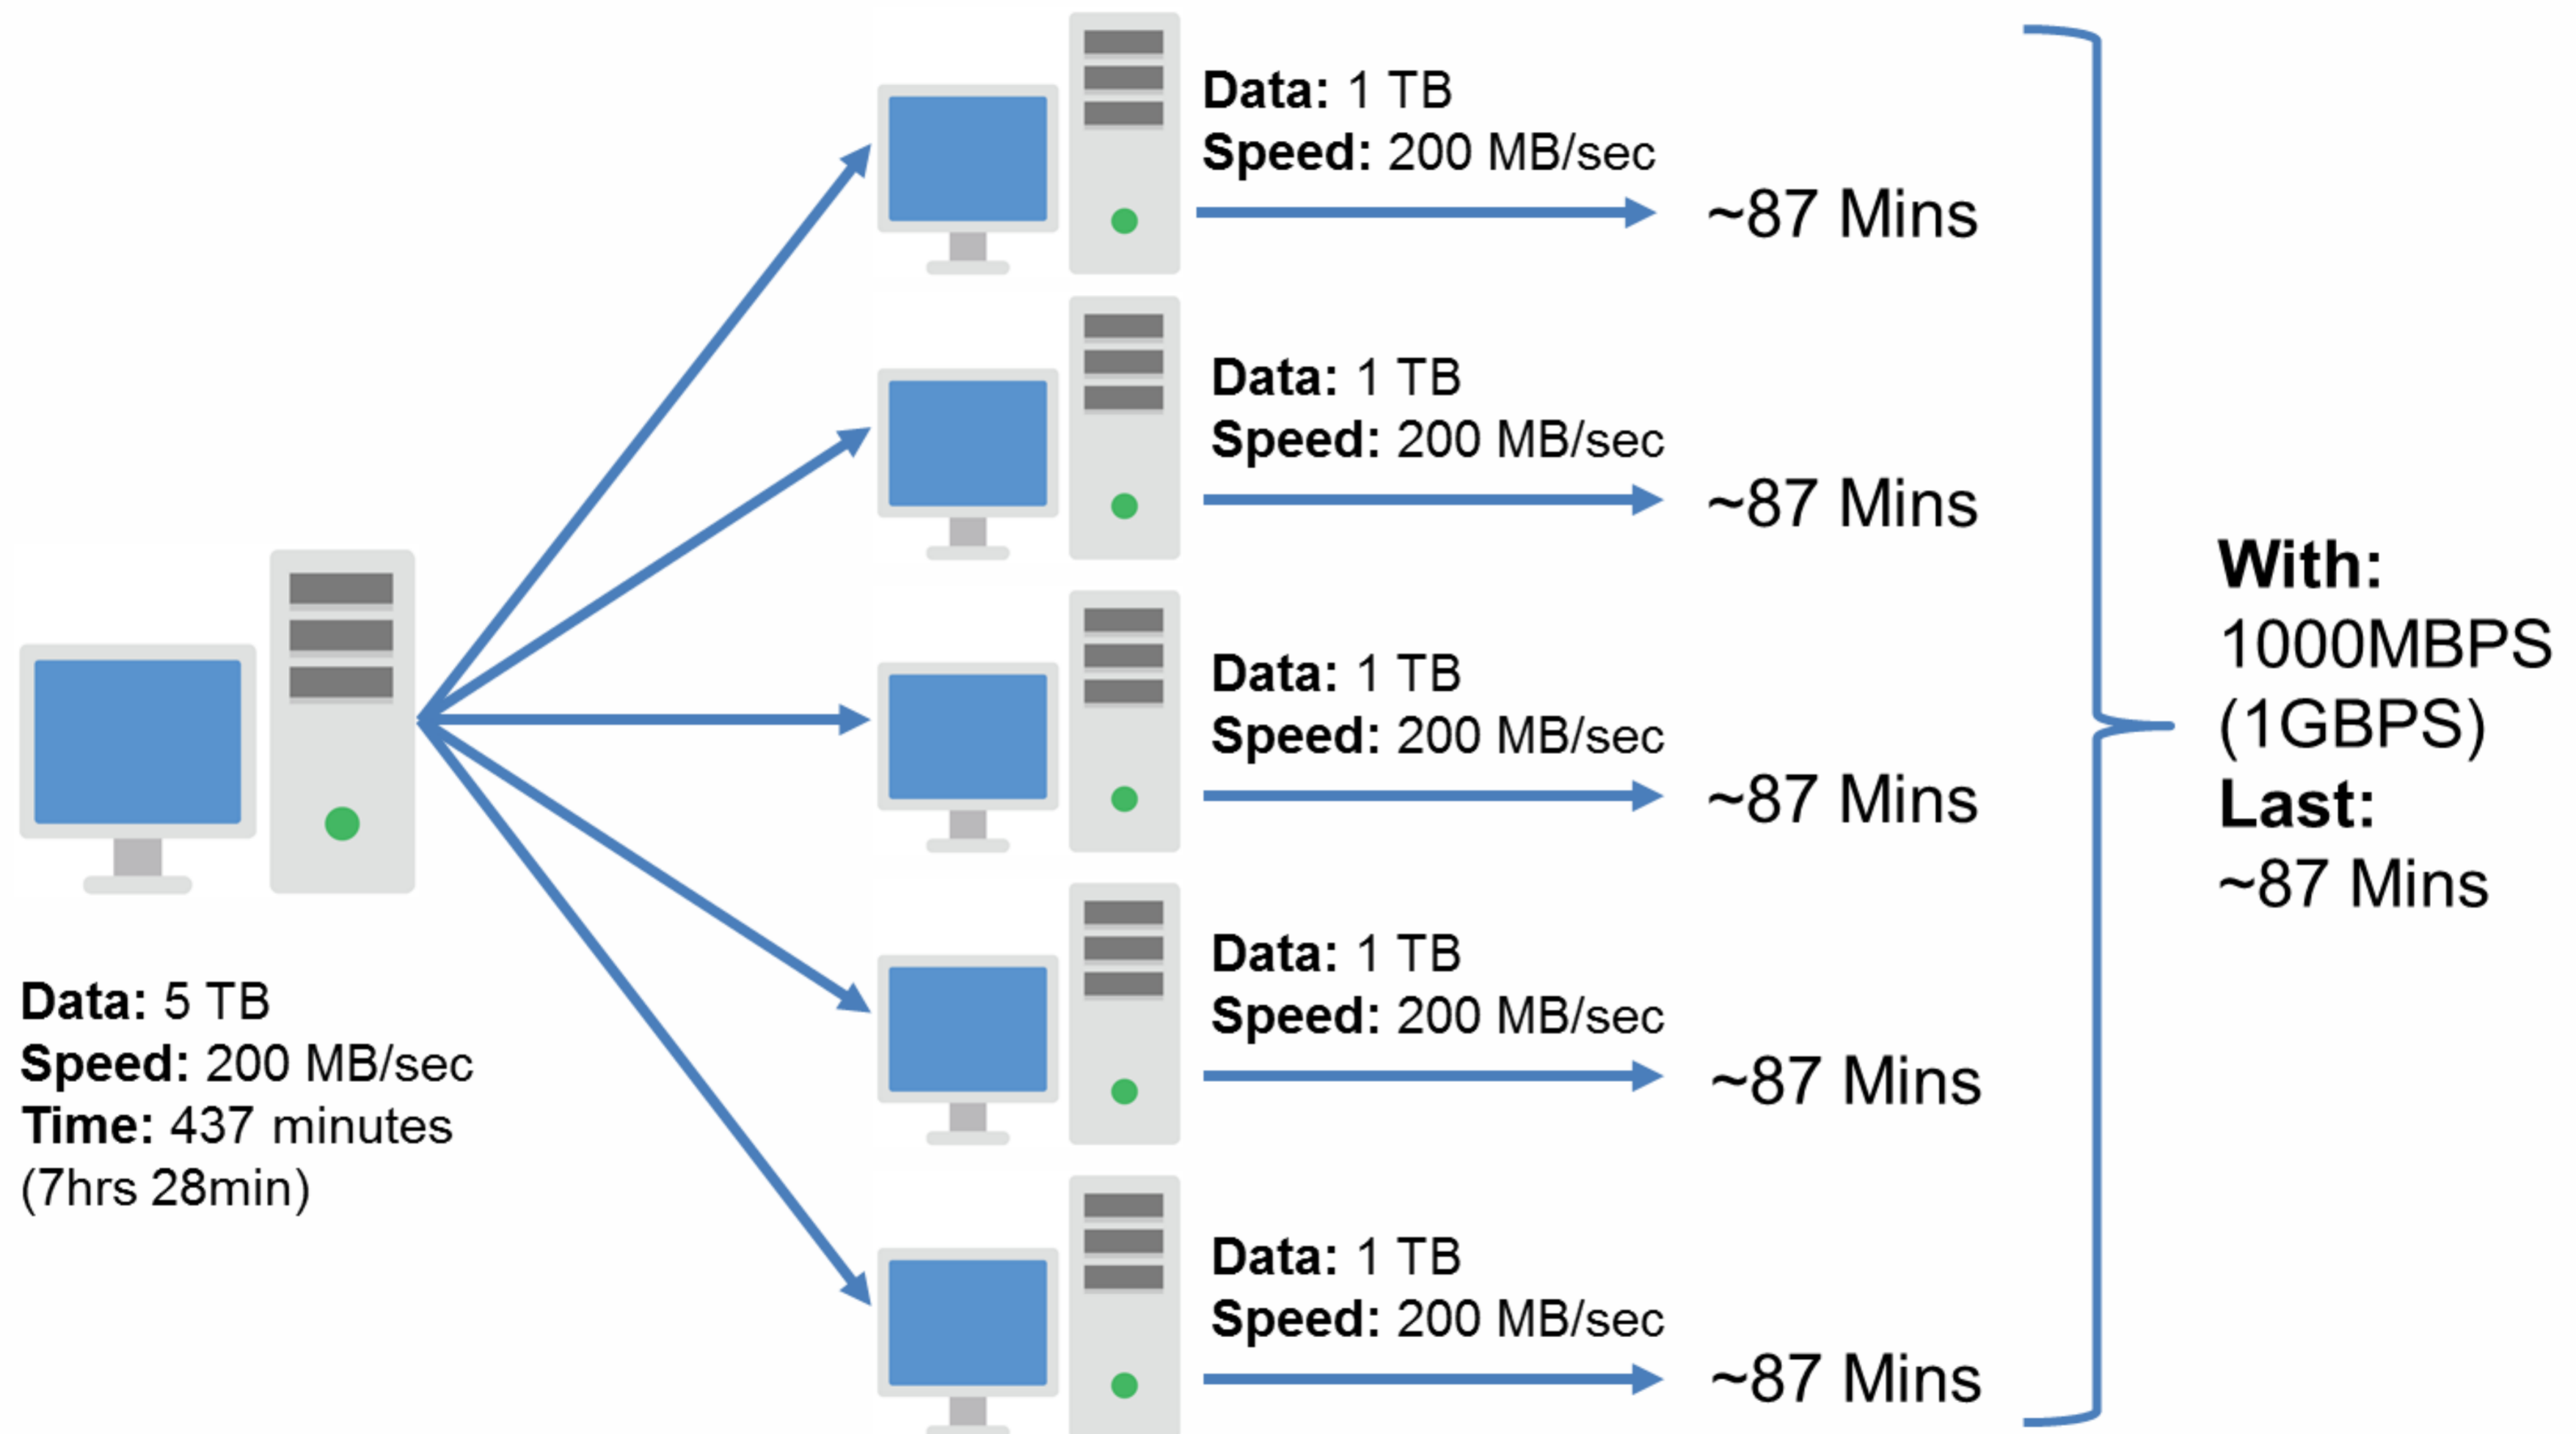 Data: 1 TB
Speed: 200 MB/sec
~87 Mins
Data: 1 TB
Speed: 200 MB/sec
~87 Mins
Data: 1 TB
Speed: 200 MB/sec
~87 Mins
Data: 1 TB
Speed: 200 MB/sec
~87 Mins
Data: 1 TB
Speed: 200 MB/sec
~87 Mins
Data: 5 TB
Speed: 200 MB/sec
Time: 437 minutes
(7hrs 28min)
With:
1000MBPS
(1GBPS)
Last:
~87 Mins